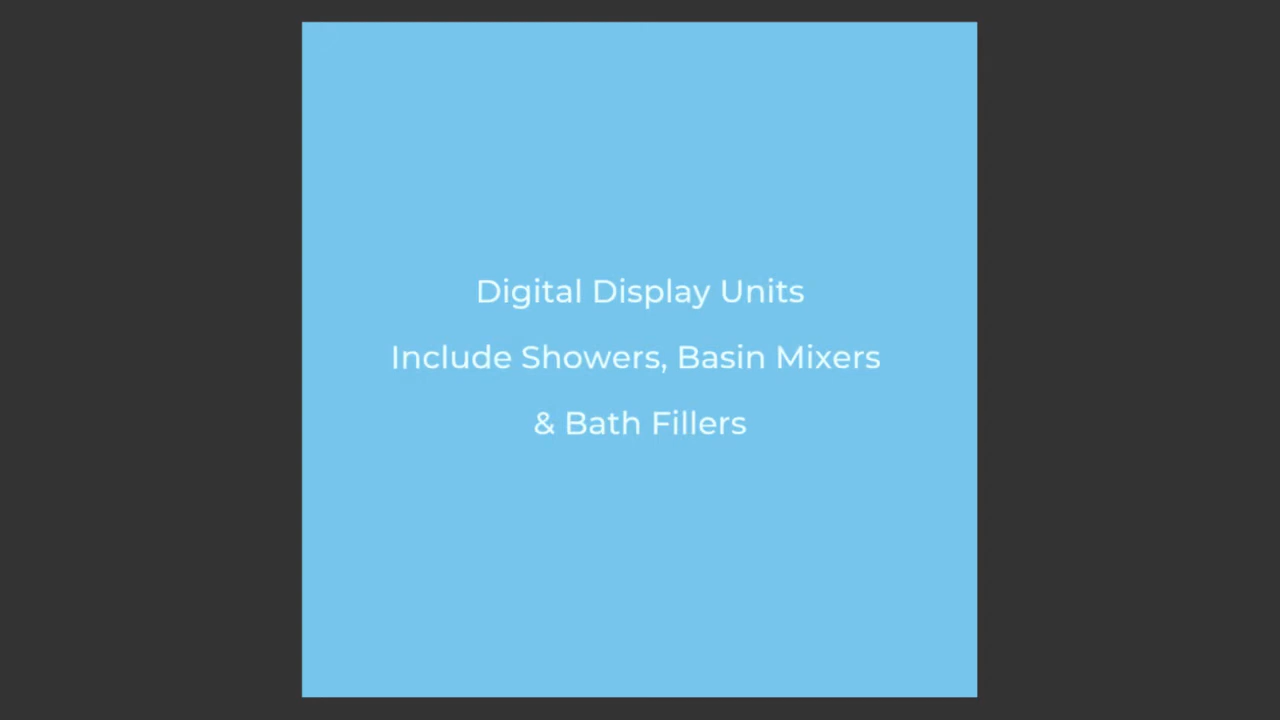 Digital Display Units
Include Showers, Basin Mixers
& Bath Fillers